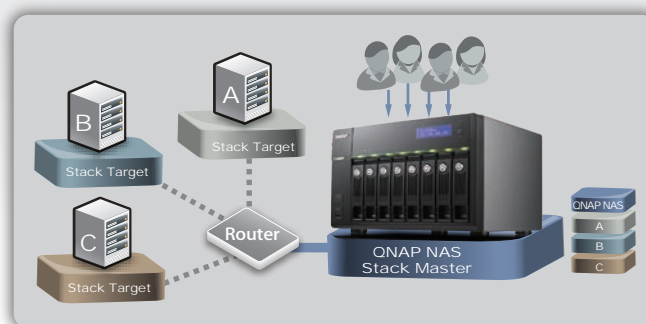 A
Stack Target
B
Stack Target
C
Stack Target
Router
QNAP NAS
Stack Master
QNAP NAS
A
B
C